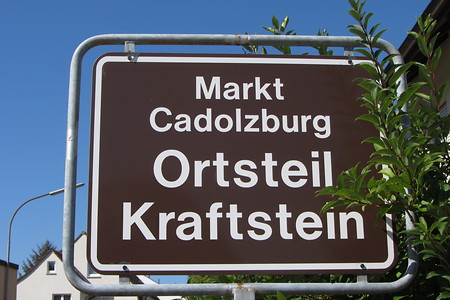 Markt
Cadolzburg
Ortsteil
Kraftstein